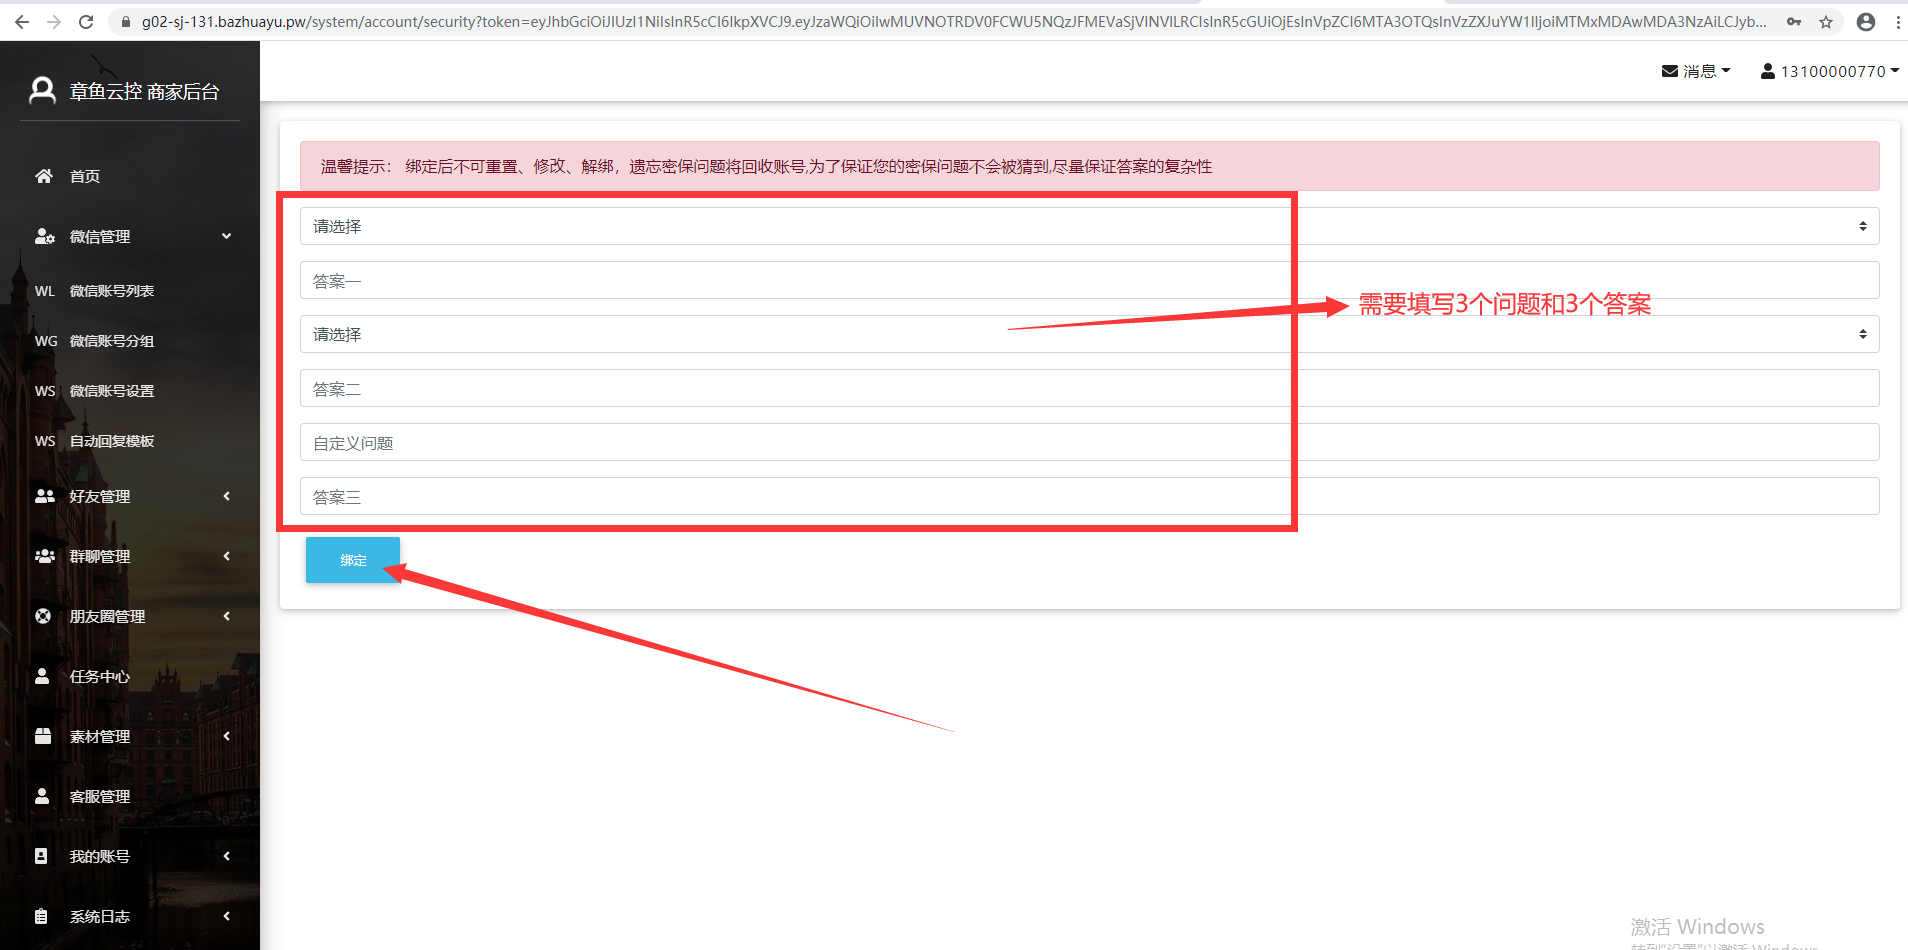 g02-sj-131.bazhuayu.pw/system/account/security?token=eyJhbGciOiJIUzI1NiIsInR5cCI6IkpXVCJ9.eyJzaWQiOiIwMUVNOTRDV0FCWU5NQzJFMEVaSjVINVlLRCIsInR5cGUiOjEsInVpZCI6MTA3OTQsInVzZXJuYW1lIjoiMTMxMDAwMDA3NzAiLCJyb...
章鱼云控 商家后台
消息
13100000770
首页
微信管理
WL 微信账号列表
WG 微信账号分组
WS 微信账号设置
WS 自动回复模板
好友管理
群聊管理
朋友圈管理
任务中心
素材管理
客服管理
我的账号
系统日志
温馨提示： 绑定后不可重置、修改、解绑，遗忘密保问题将回收账号,为了保证您的密保问题不会被猜到,尽量保证答案的复杂性
请选择
答案一
需要填写3个问题和3个答案
请选择
答案二
自定义问题
答案三
绑定
激活 Windows
转到"设置"以激活 Windows